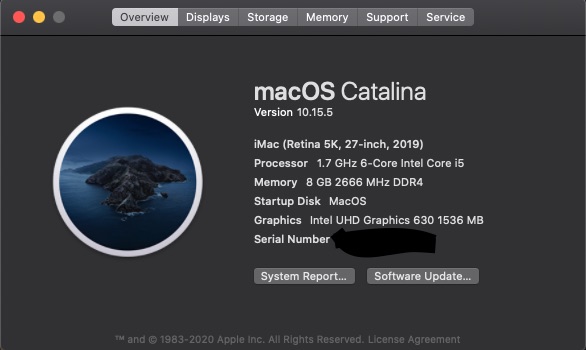 Overview Displays Storage Memory Support Service
macOS Catalina
Version 10.15.5
iMac (Retina 5K, 27-inch, 2019)
Processor 1.7 GHz 6-Core Intel Core i5
Memory 8 GB 2666 MHz DDR4
Startup Disk MacOS
Graphics Intel UHD Graphics 630 1536 MB
Serial Number
System Report... Software Update...
™ and © 1983-2020 Apple Inc. All Rights Reserved. License Agreement